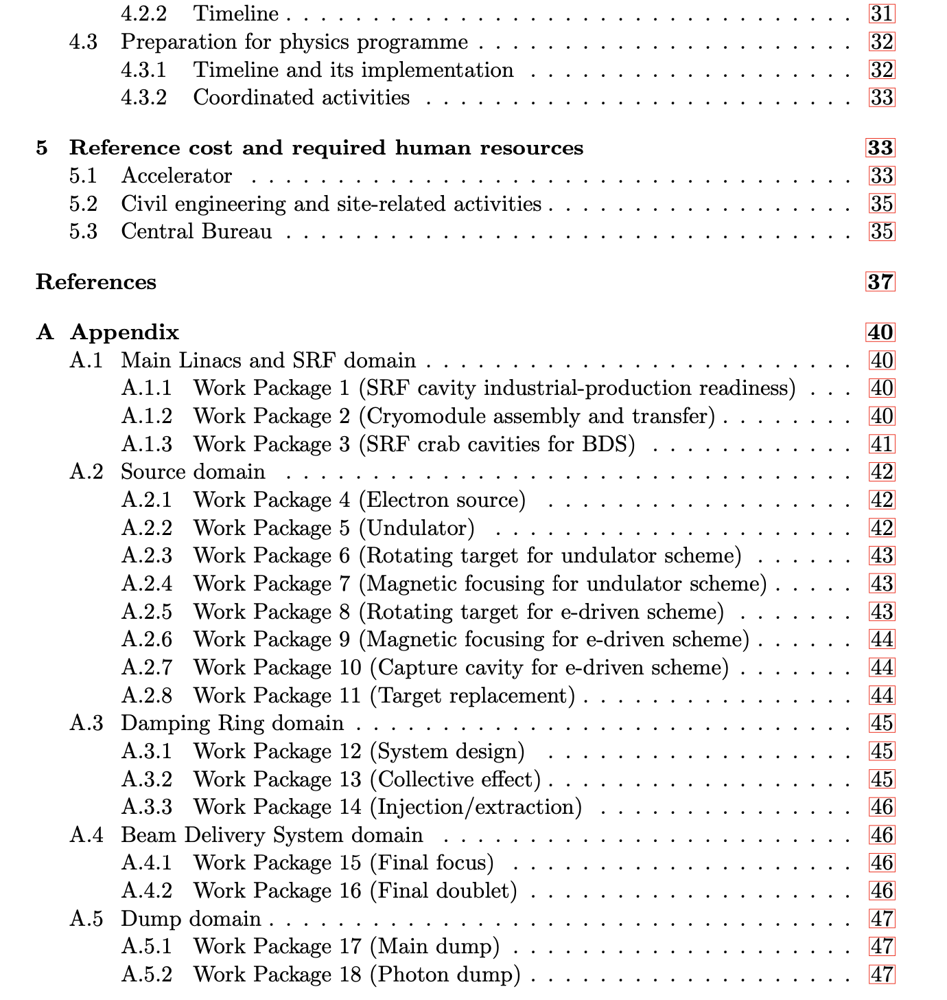 4.2.2 Timeline . . . . . . . . . . . . . . . . . . . . . . . . . . . . . . . . . 31
4.3 Preparation for physics programme . . . . . . . . . . . . . . . . . . . . . . 32
4.3.1 Timeline and its implementation . . . . . . . . . . . . . . . . . . . 32
4.3.2 Coordinated activities . . . . . . . . . . . . . . . . . . . . . . . . . 33
5 Reference cost and required human resources 33
5.1 Accelerator . . . . . . . . . . . . . . . . . . . . . . . . . . . . . . . . . . . 33
5.2 Civil engineering and site-related activities . . . . . . . . . . . . . . . . . . 35
5.3 Central Bureau . . . . . . . . . . . . . . . . . . . . . . . . . . . . . . . . . 35
References 37
A Appendix 40
A.1 Main Linacs and SRF domain . . . . . . . . . . . . . . . . . . . . . . . . . 40
A.1.1 Work Package 1 (SRF cavity industrial-production readiness) . . . 40
A.1.2 Work Package 2 (Cryomodule assembly and transfer) . . . . . . . . 40
A.1.3 Work Package 3 (SRF crab cavities for BDS) . . . . . . . . . . . . 41
A.2 Source domain . . . . . . . . . . . . . . . . . . . . . . . . . . . . . . . . . 42
A.2.1 Work Package 4 (Electron source) . . . . . . . . . . . . . . . . . . 42
A.2.2 Work Package 5 (Undulator) . . . . . . . . . . . . . . . . . . . . . 42
A.2.3 Work Package 6 (Rotating target for undulator scheme) . . . . . . 43
A.2.4 Work Package 7 (Magnetic focusing for undulator scheme) . . . . . 43
A.2.5 Work Package 8 (Rotating target for e-driven scheme) . . . . . . . 43
A.2.6 Work Package 9 (Magnetic focusing for e-driven scheme) . . . . . . 44
A.2.7 Work Package 10 (Capture cavity for e-driven scheme) . . . . . . . 44
A.2.8 Work Package 11 (Target replacement) . . . . . . . . . . . . . . . . 44
A.3 Damping Ring domain . . . . . . . . . . . . . . . . . . . . . . . . . . . . . 45
A.3.1 Work Package 12 (System design) . . . . . . . . . . . . . . . . . . 45
A.3.2 Work Package 13 (Collective effect) . . . . . . . . . . . . . . . . . . 45
A.3.3 Work Package 14 (Injection/extraction) . . . . . . . . . . . . . . . 46
A.4 Beam Delivery System domain . . . . . . . . . . . . . . . . . . . . . . . . 46
A.4.1 Work Package 15 (Final focus) . . . . . . . . . . . . . . . . . . . . 46
A.4.2 Work Package 16 (Final doublet) . . . . . . . . . . . . . . . . . . . 46
A.5 Dump domain . . . . . . . . . . . . . . . . . . . . . . . . . . . . . . . . . . 47
A.5.1 Work Package 17 (Main dump) . . . . . . . . . . . . . . . . . . . . 47
A.5.2 Work Package 18 (Photon dump) . . . . . . . . . . . . . . . . . . . 47